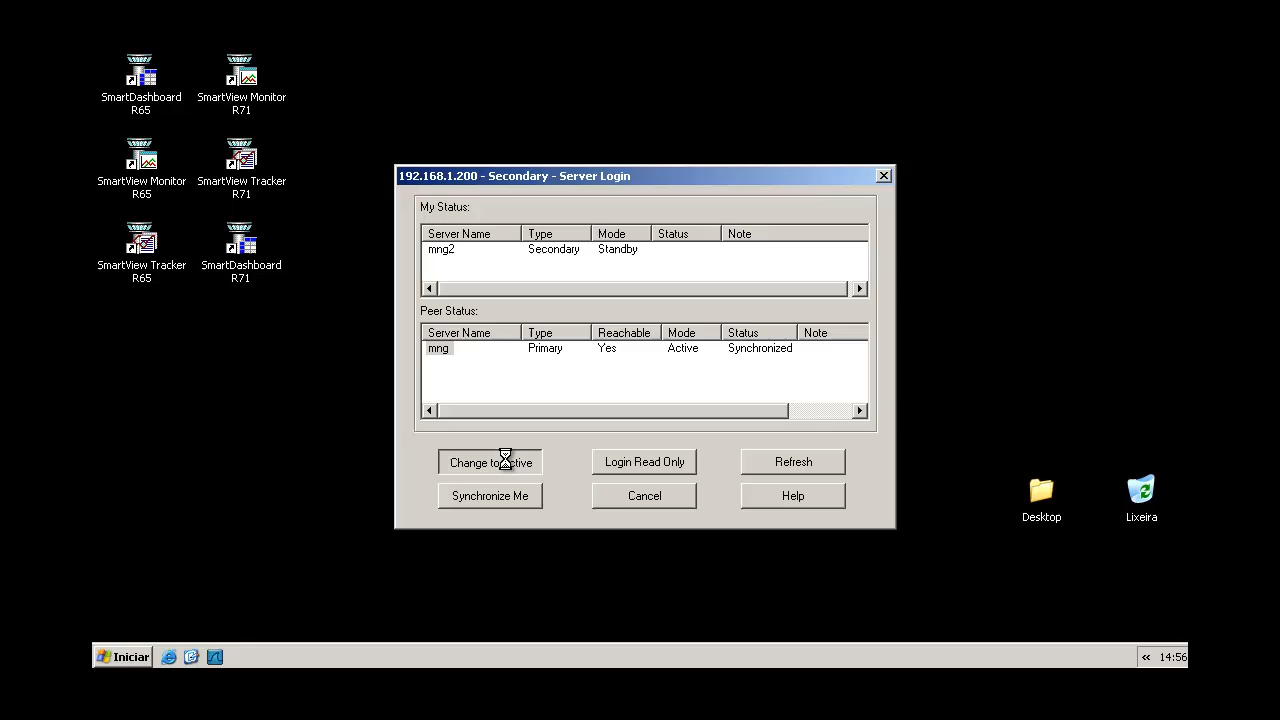 SmartDashboard
R65
SmartView Monitor
R71
SmartView Monitor
R65
SmartView Tracker
R71
SmartView Tracker
R65
SmartDashboard
R71
192.168.1.200 - Secondary - Server Login
My Status:
Server Name Type Mode Status Note
mng2 Secondary Standby
Peer Status:
Server Name Type Reachable Mode Status Note
mng Primary Yes Active Synchronized
Login Read Only Refresh
Synchronize Me Cancel Help
Desktop
Lixeira
Iniciar
« 14:56